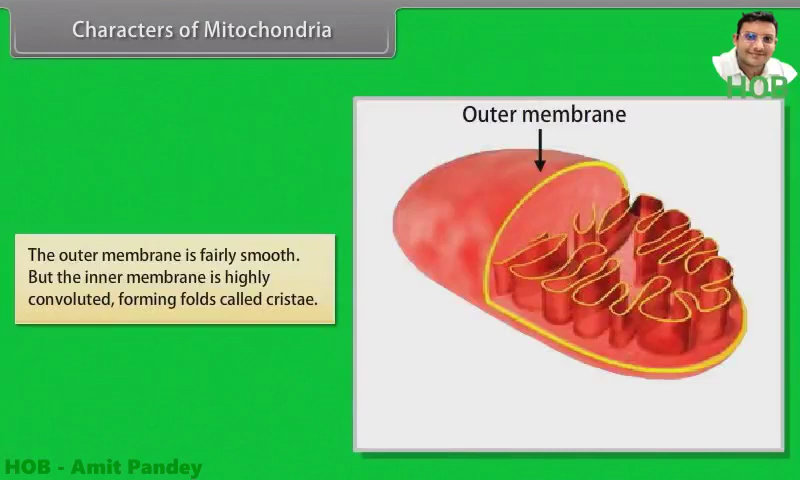 Characters of Mitochondria
HOB
Outer membrane
The outer membrane is fairly smooth.
But the inner membrane is highly
convoluted, forming folds called cristae.
HOB - Amit Pandey